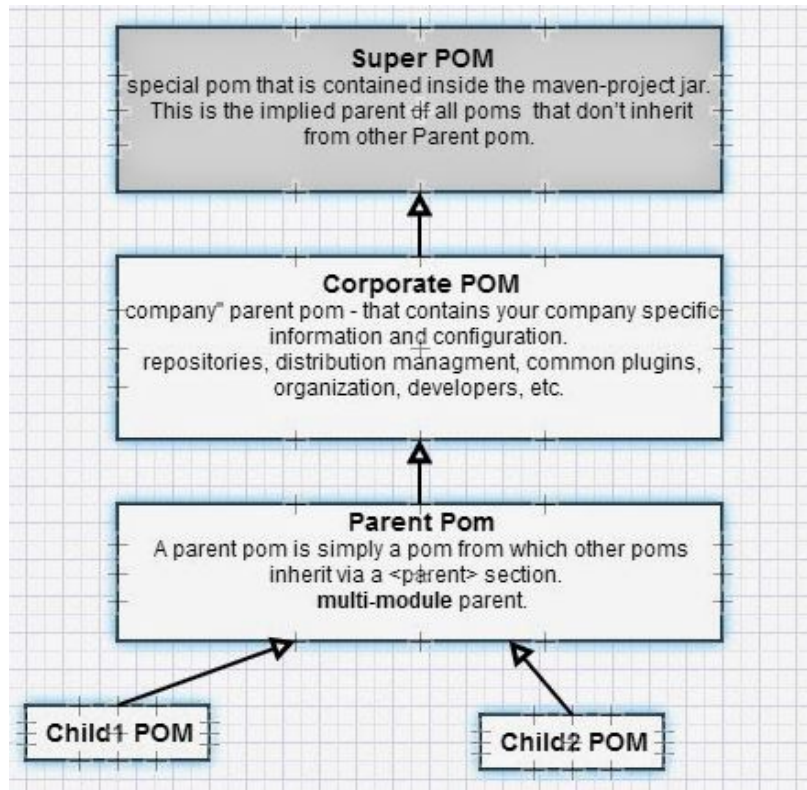 Super POM
special pom that is contained inside the maven-project jar.
This is the implied parent of all poms that don't inherit
from other Parent pom.
Corporate POM
company" parent pom - that contains your company specific
information and configuration.
repositories, distribution managment, common plugins,
organization, developers, etc.
Parent Pom
A parent pom is simply a pom from which other poms
inherit via a <parent> section.
multi-module parent.
Child1 POM
Child2 POM